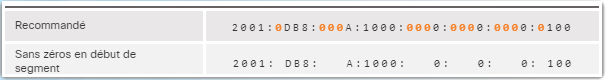 Recommandé 2001:0DB8:000A:1000:0000:0000:0000:0100
Sans zéros en début de
segment 2001: DB8: A:1000: 0: 0: 0: 100